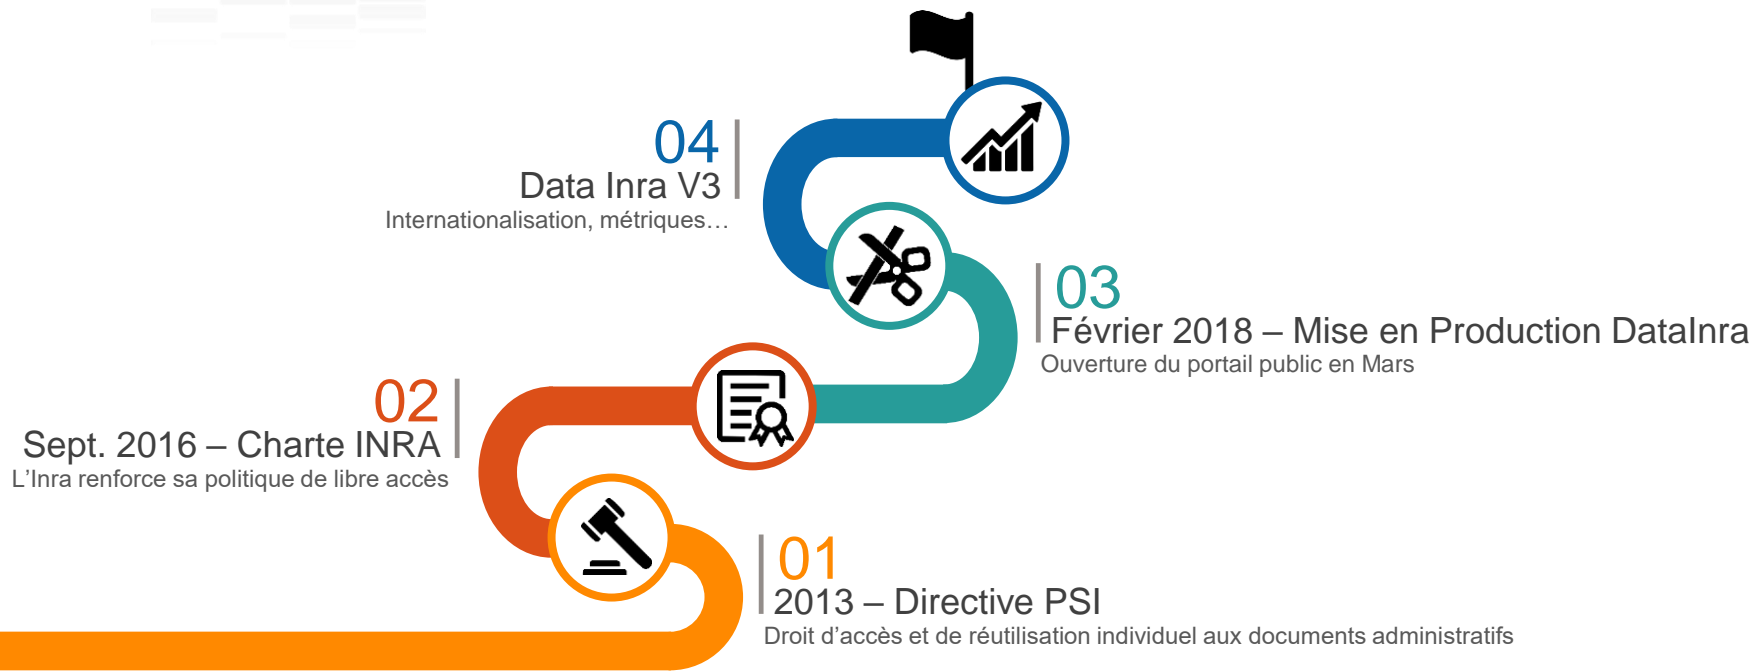 04
Data Inra V3
Internationalisation, métriques…
03
Février 2018 – Mise en Production DataInra
Ouverture du portail public en Mars
02
Sept. 2016 – Charte INRA
L’Inra renforce sa politique de libre accès
01
2013 – Directive PSI
Droit d’accès et de réutilisation individuel aux documents administratifs